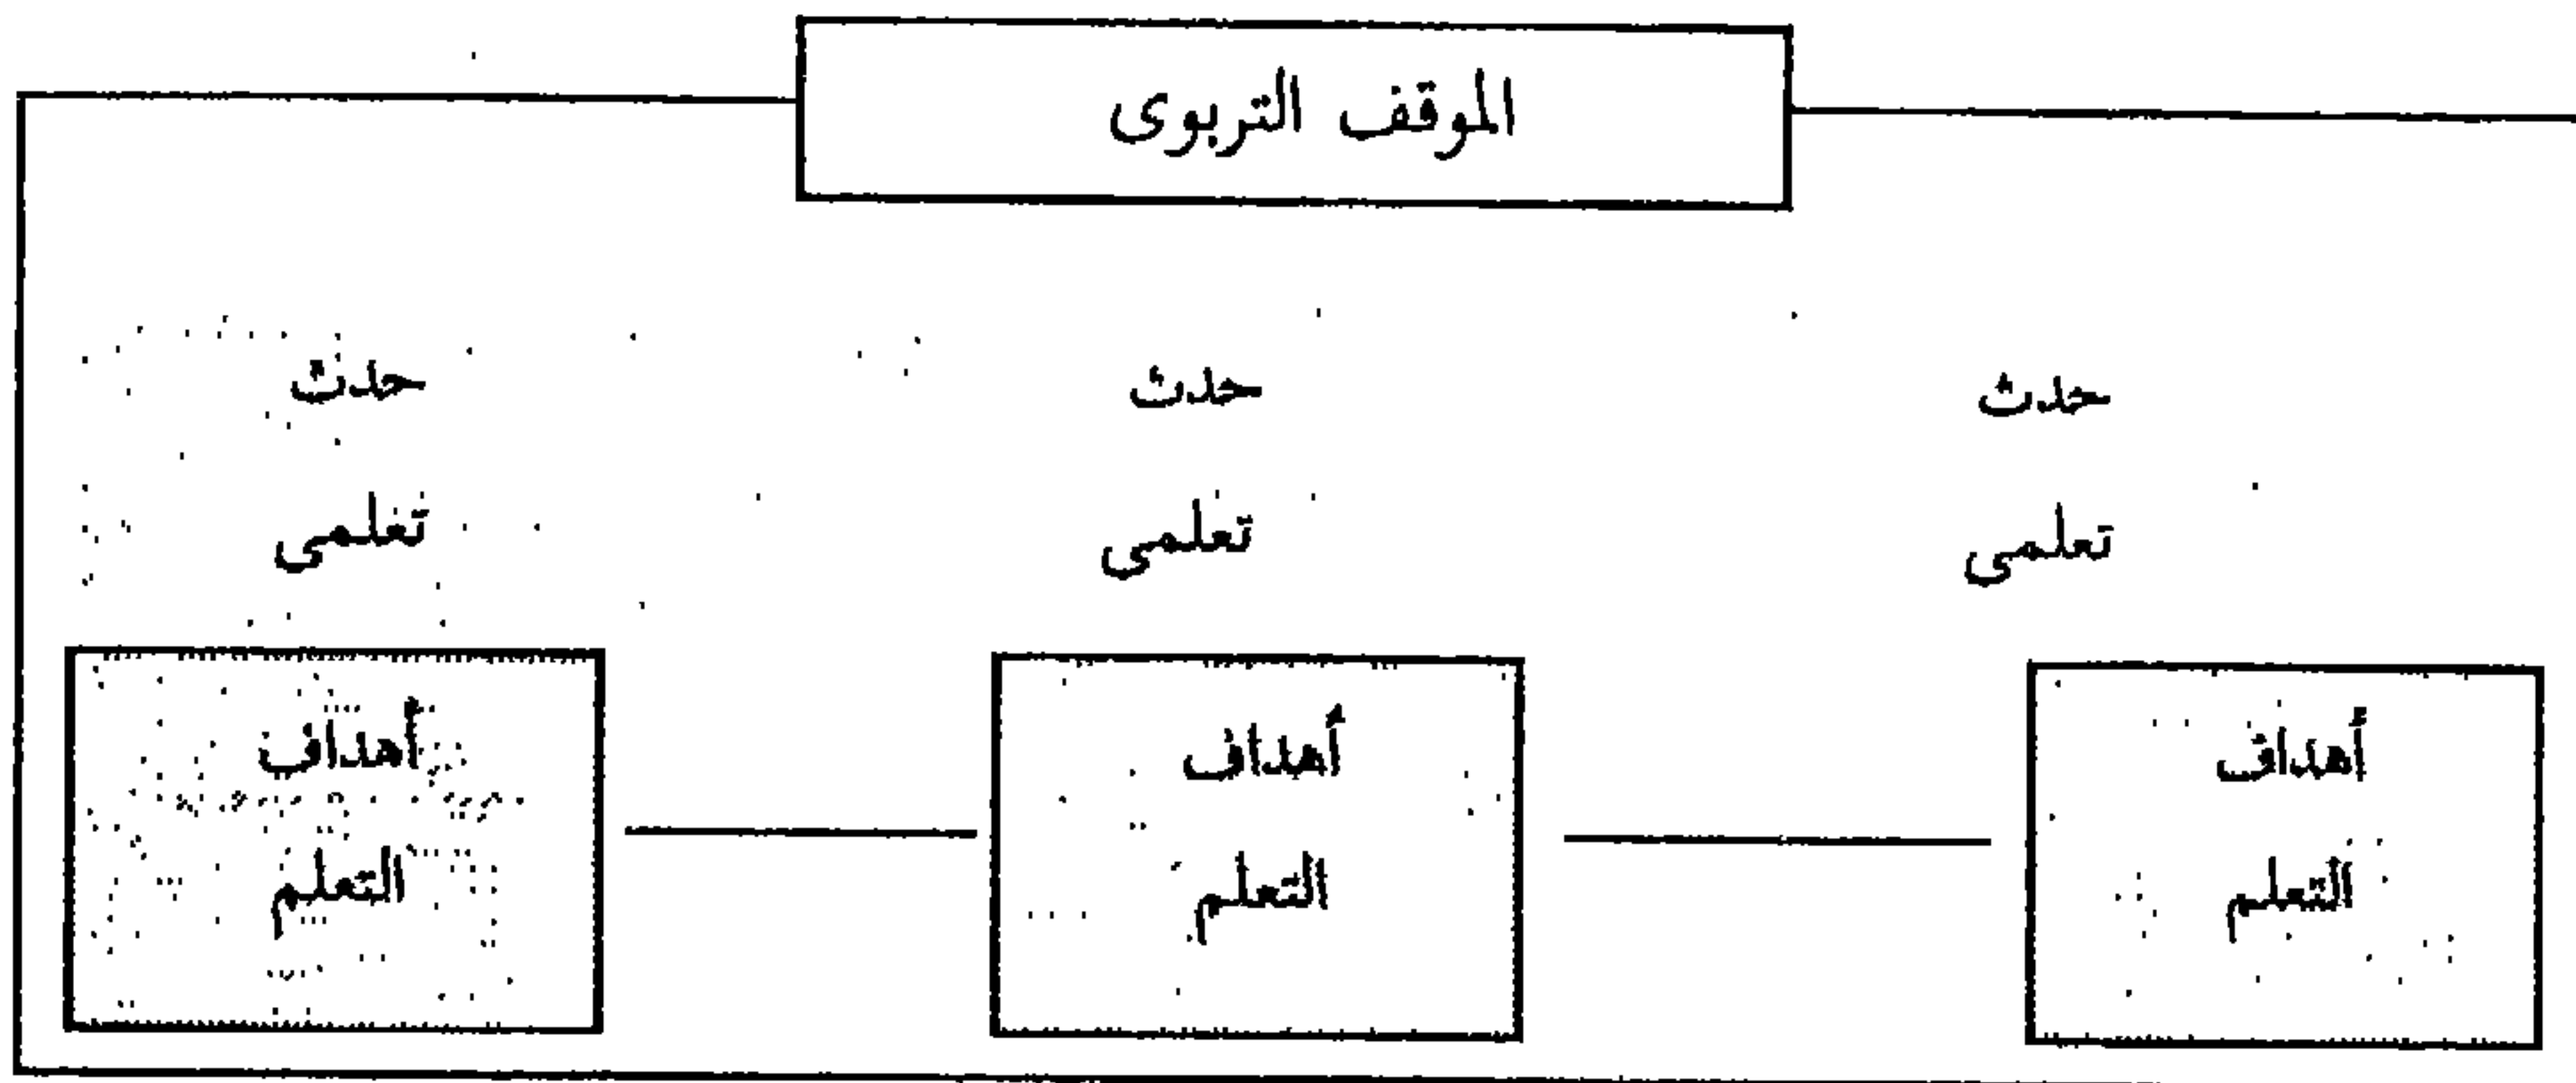 الموقف التربوى
حدث
حدث
حدث
تعلمى
تعلمى
تعلمى
أهداف
التعلم
أهداف
التعلم
أهداف
التعلم